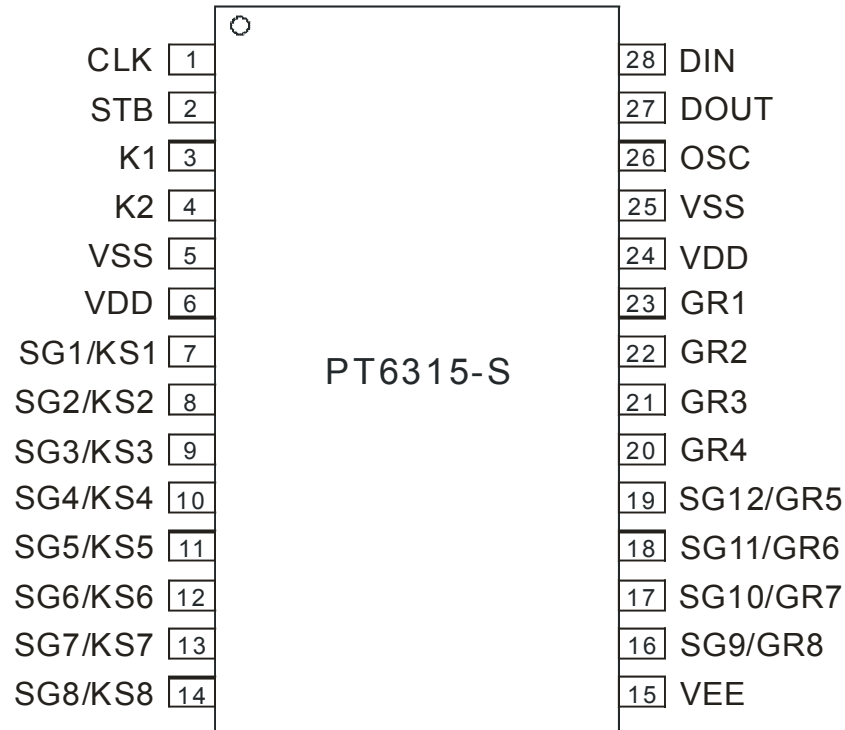 CLK 1 28 DIN
STB 2 27 DOUT
K1 3 26 OSC
K2 4 25 VSS
VSS 5 24 VDD
VDD 6 23 GR1
SG1/KS1 7 22 GR2
PT6315-S
SG2/KS2 8 21 GR3
SG3/KS3 9 20 GR4
SG4/KS4 10 19 SG12/GR5
SG5/KS5 11 18 SG11/GR6
SG6/KS6 12 17 SG10/GR7
SG7/KS7 13 16 SG9/GR8
SG8/KS8 14 15 VEE